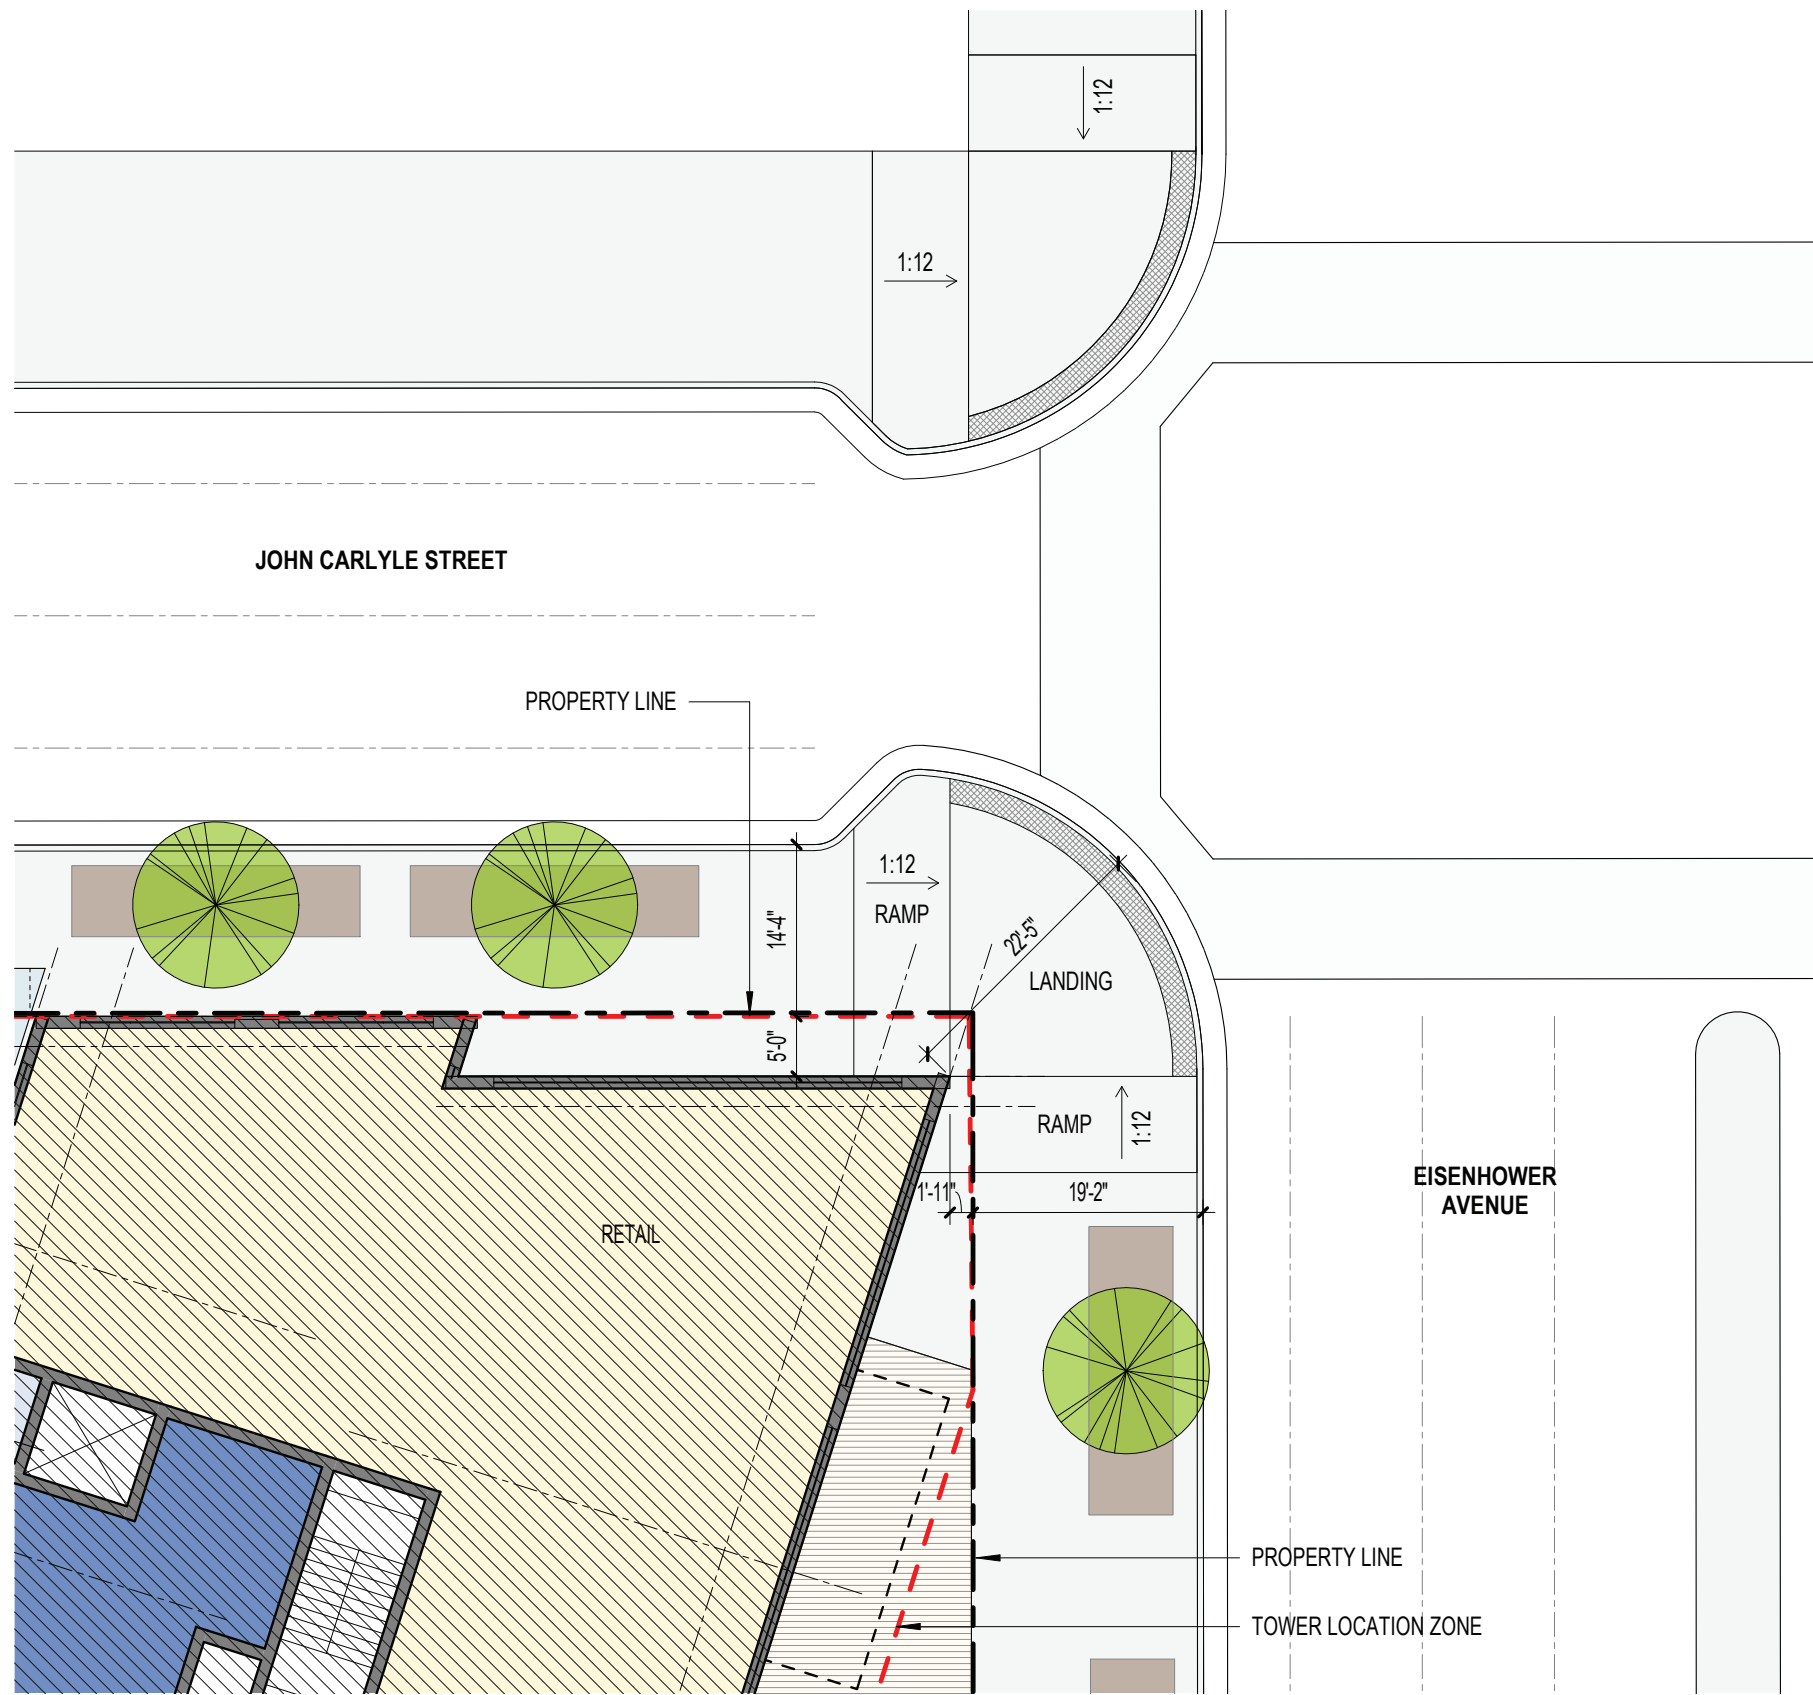 1:12
1:12
JOHN CARLYLE STREET
PROPERTY LINE
1:12
RAMP
14'-4"
22'-5"
LANDING
5'-0"
RAMP
1:12
1'-11"
19'-2"
EISENHOWER
AVENUE
RETAIL
PROPERTY LINE
TOWER LOCATION ZONE